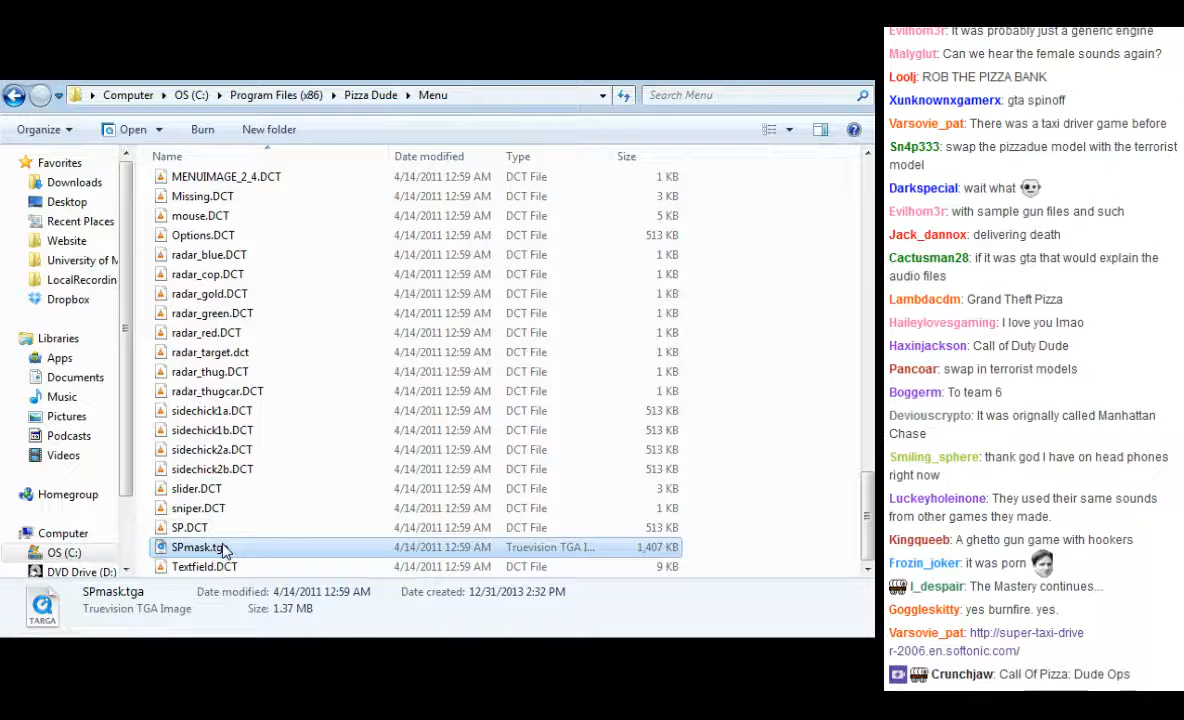 Computer ▸ OS (C:) ▸ Program Files (x86) ▸ Pizza Dude ▸ Menu
Search Menu
Organize Open Burn New folder
Favorites
Downloads
Desktop
Recent Places
Website
University of M
LocalRecordin
Dropbox
Libraries
Apps
Documents
Music
Pictures
Podcasts
Videos
Homegroup
Computer
OS (C:)
DVD Drive (D:)
Name Date modified Type Size
MENUIMAGE_2_4.DCT 4/14/2011 12:59 AM DCT File 1 KB
Missing.DCT 4/14/2011 12:59 AM DCT File 3 KB
mouse.DCT 4/14/2011 12:59 AM DCT File 5 KB
Options.DCT 4/14/2011 12:59 AM DCT File 513 KB
radar_blue.DCT 4/14/2011 12:59 AM DCT File 1 KB
radar_cop.DCT 4/14/2011 12:59 AM DCT File 1 KB
radar_gold.DCT 4/14/2011 12:59 AM DCT File 1 KB
radar_green.DCT 4/14/2011 12:59 AM DCT File 1 KB
radar_red.DCT 4/14/2011 12:59 AM DCT File 1 KB
radar_target.dct 4/14/2011 12:59 AM DCT File 1 KB
radar_thug.DCT 4/14/2011 12:59 AM DCT File 1 KB
radar_thugcar.DCT 4/14/2011 12:59 AM DCT File 1 KB
sidechick1a.DCT 4/14/2011 12:59 AM DCT File 513 KB
sidechick1b.DCT 4/14/2011 12:59 AM DCT File 513 KB
sidechick2a.DCT 4/14/2011 12:59 AM DCT File 513 KB
sidechick2b.DCT 4/14/2011 12:59 AM DCT File 513 KB
slider.DCT 4/14/2011 12:59 AM DCT File 3 KB
sniper.DCT 4/14/2011 12:59 AM DCT File 1 KB
SP.DCT 4/14/2011 12:59 AM DCT File 513 KB
SPmask.tga 4/14/2011 12:59 AM Truevision TGA I... 1,407 KB
Textfield.DCT 4/14/2011 12:59 AM DCT File 9 KB
TARGA
SPmask.tga Date modified: 4/14/2011 12:59 AM Date created: 12/31/2013 2:32 PM
Truevision TGA Image Size: 1.37 MB
Evilhom3r: It was probably just a generic engine
Malyglut: Can we hear the female sounds again?
Loolj: ROB THE PIZZA BANK
Xunknownxgamerx: gta spinoff
Varsovie_pat: There was a taxi driver game before
Sn4p333: swap the pizzadue model with the terrorist
model
Darkspecial: wait what
Evilhom3r: with sample gun files and such
Jack_dannox: delivering death
Cactusman28: if it was gta that would explain the
audio files
Lambdacdm: Grand Theft Pizza
Haileylovesgaming: I love you lmao
Haxinjackson: Call of Duty Dude
Pancoar: swap in terrorist models
Boggerm: To team 6
Deviouscrypto: It was orignally called Manhattan
Chase
Smiling_sphere: thank god I have on head phones
right now
Luckeyholeinone: They used their same sounds
from other games they made.
Kingqueeb: A ghetto gun game with hookers
Frozin_joker: it was porn
I_despair: The Mastery continues...
Goggleskitty: yes burnfire. yes.
Varsovie_pat: http://super-taxi-drive
r-2006.en.softonic.com/
Crunchjaw: Call Of Pizza: Dude Ops